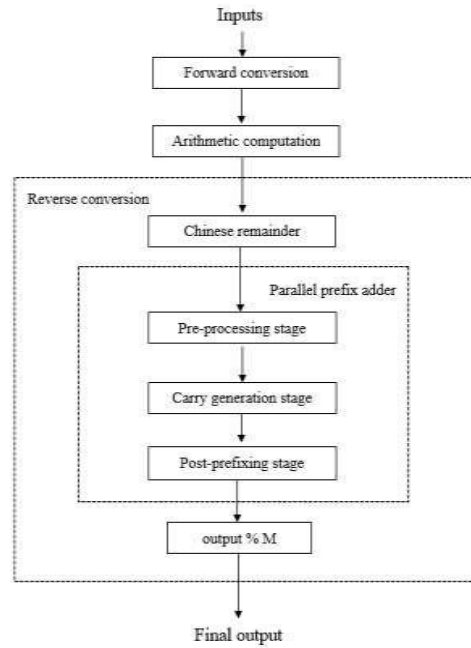 Inputs
Forward conversion
Arithmetic computation
Reverse conversion
Chinese remainder
Parallel prefix adder
Pre-processing stage
Carry generation stage
Post-prefixing stage
output % M
Final output